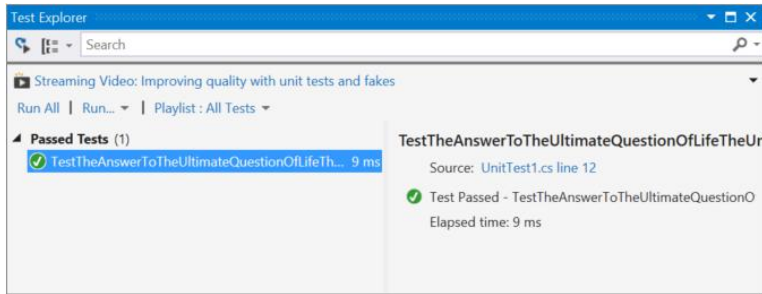 Test Explorer
Search
Streaming Video: Improving quality with unit tests and fakes
Run All | Run... | Playlist : All Tests
Passed Tests (1)
TestTheAnswerToTheUltimateQuestionOfLifeTh... 9 ms
TestTheAnswerToTheUltimateQuestionOfLifeTheUr
Source: UnitTest1.cs line 12
Test Passed - TestTheAnswerToTheUltimateQuestionO
Elapsed time: 9 ms